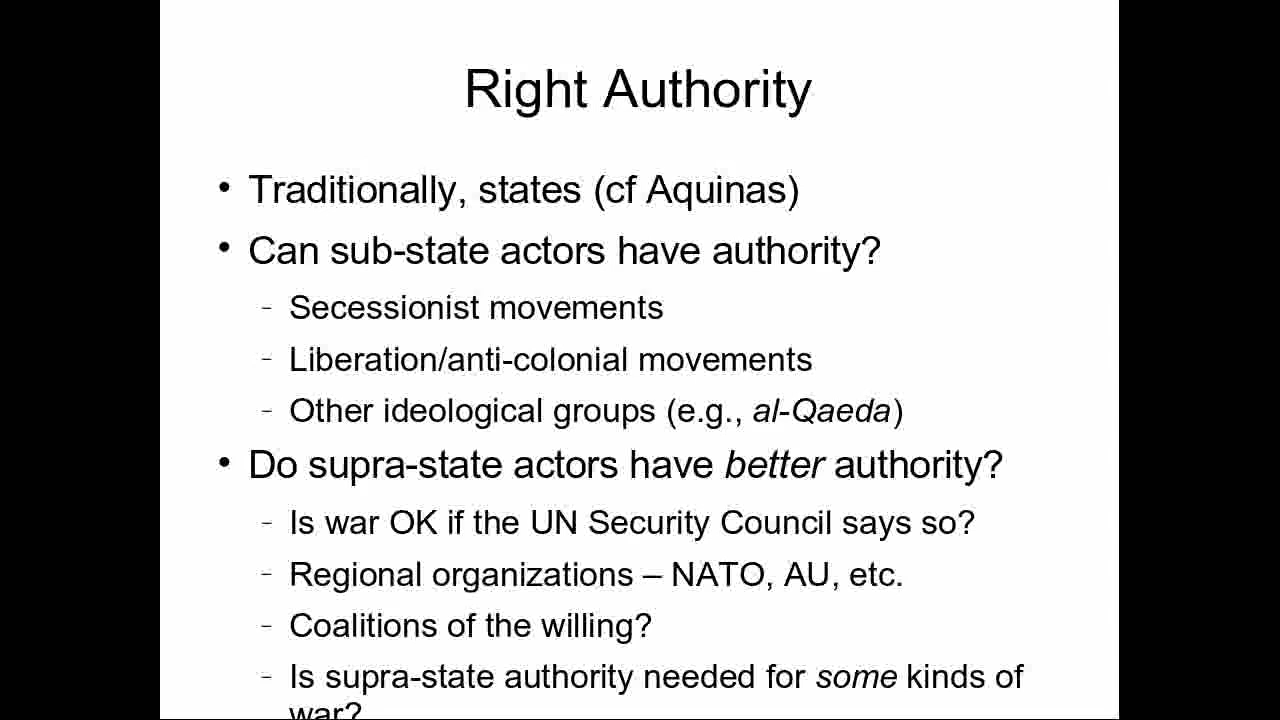 Right Authority
• Traditionally, states (cf Aquinas)
• Can sub-state actors have authority?
– Secessionist movements
– Liberation/anti-colonial movements
– Other ideological groups (e.g., al-Qaeda)
• Do supra-state actors have better authority?
– Is war OK if the UN Security Council says so?
– Regional organizations – NATO, AU, etc.
– Coalitions of the willing?
– Is supra-state authority needed for some kinds of
war?